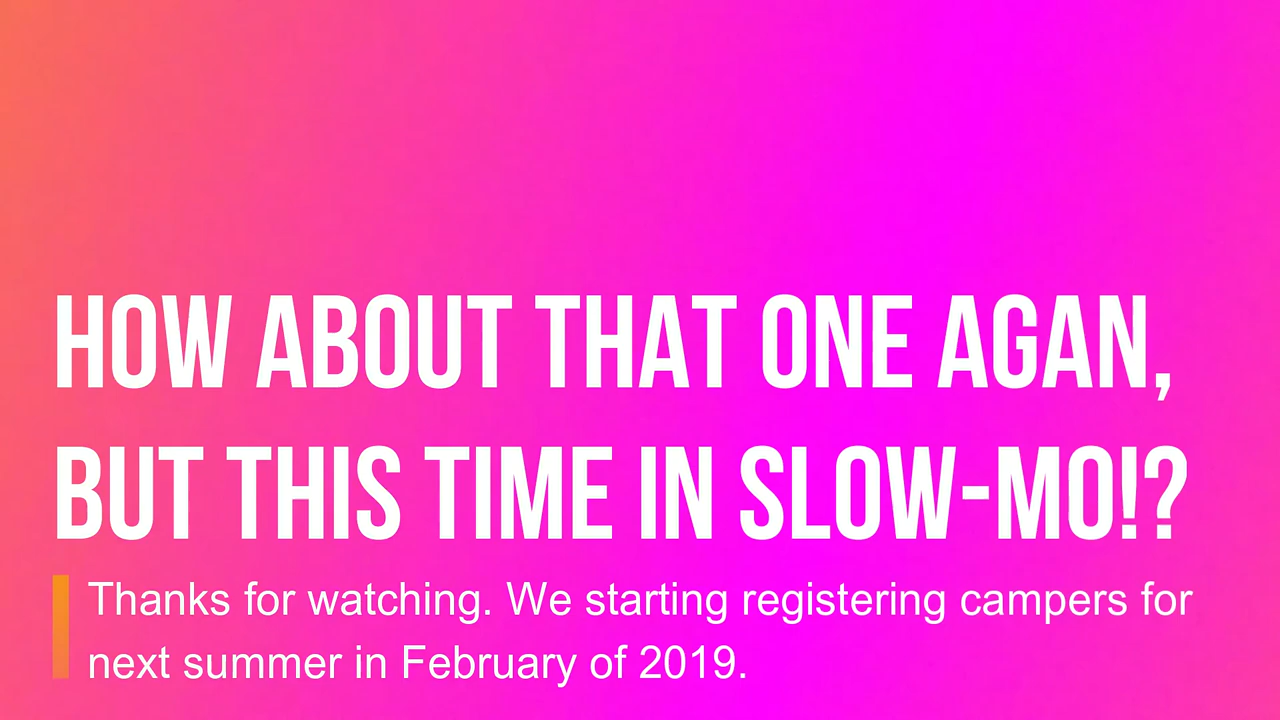 HOW ABOUT THAT ONE AGAN,
BUT THIS TIME IN SLOW-MO!?
Thanks for watching. We starting registering campers for
next summer in February of 2019.